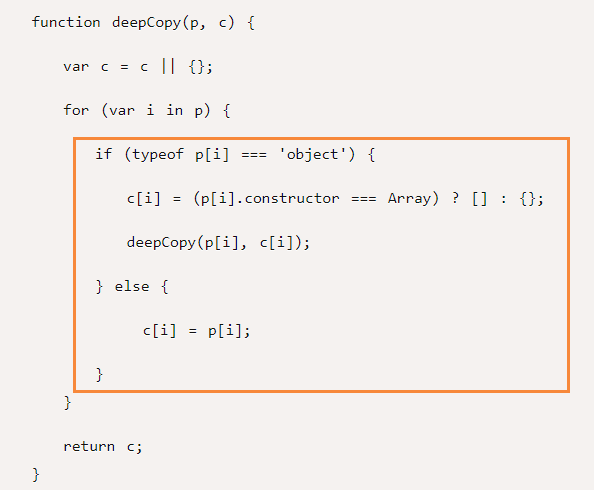 function deepCopy(p, c) {
var c = c || {};
for (var i in p) {
if (typeof p[i] === 'object') {
c[i] = (p[i].constructor === Array) ? [] : {};
deepCopy(p[i], c[i]);
} else {
c[i] = p[i];
}
}
return c;
}